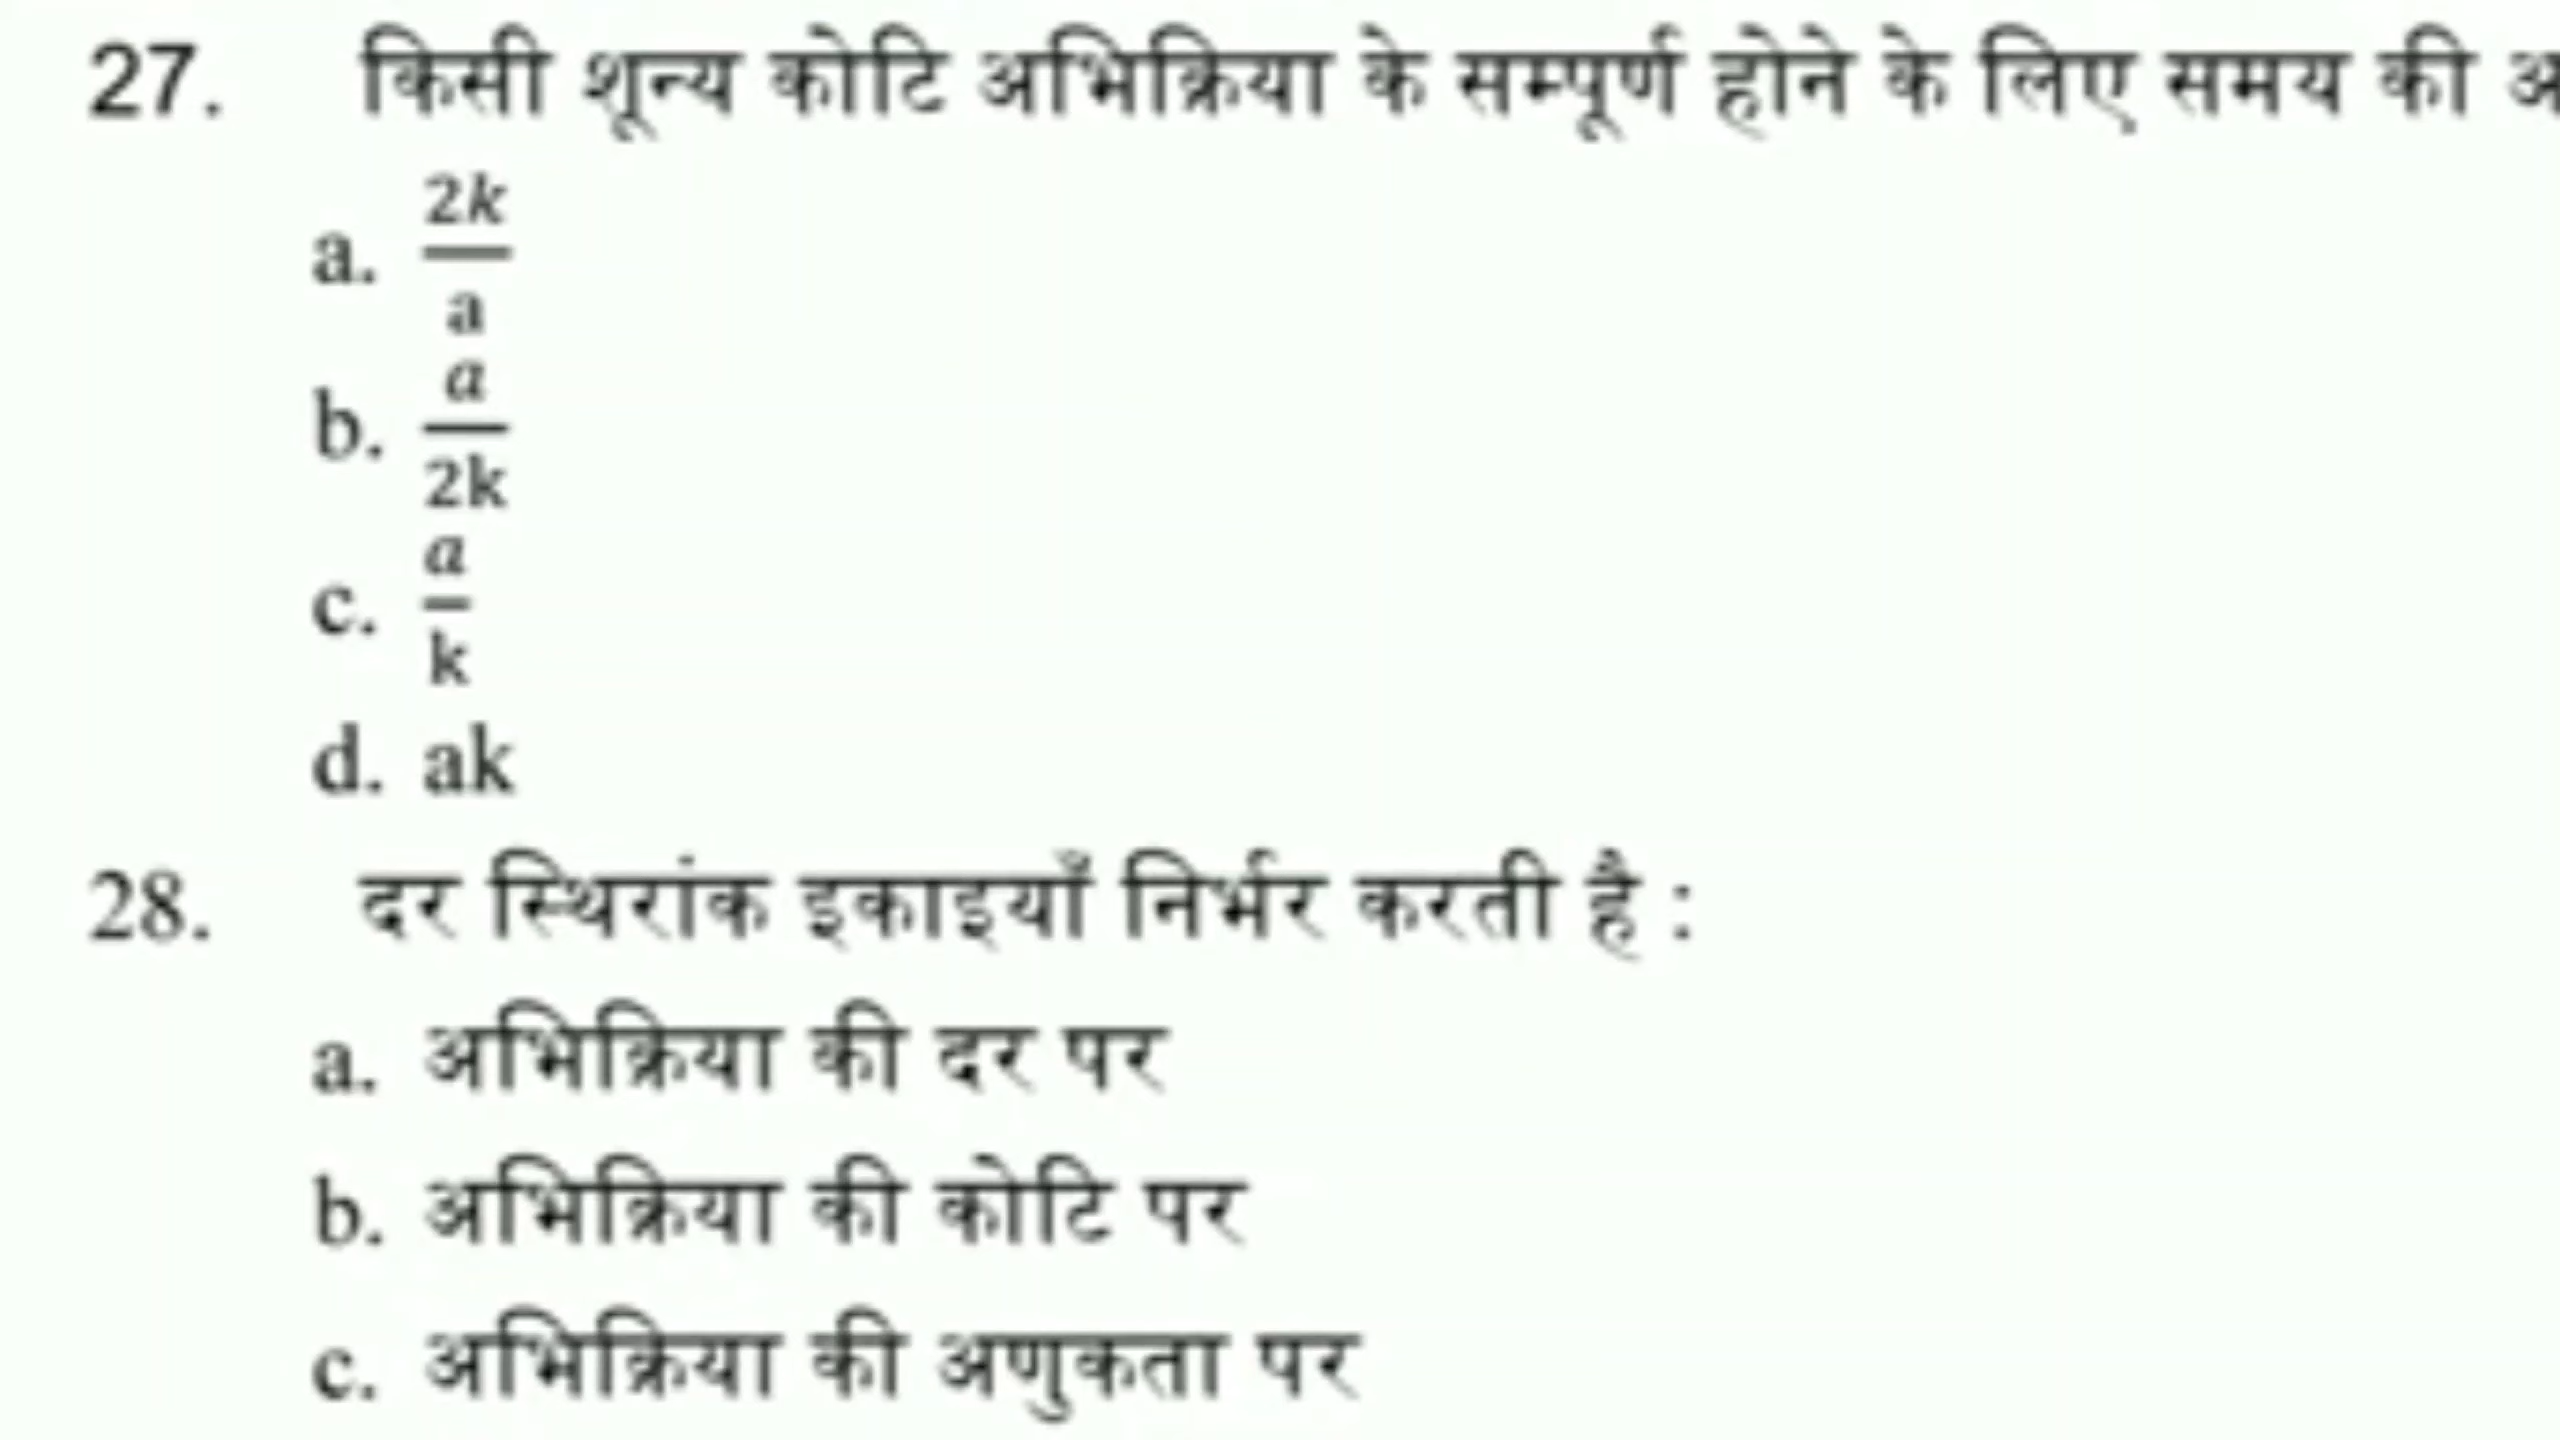 27. किसी शून्य कोटि अभिक्रिया के सम्पूर्ण होने के लिए समय की
a. 2k/a
b. a/2k
c. a/k
d. ak
28. दर स्थिरांक इकाइयाँ निर्भर करती है :
a. अभिक्रिया की दर पर
b. अभिक्रिया की कोटि पर
c. अभिक्रिया की अणुकता पर